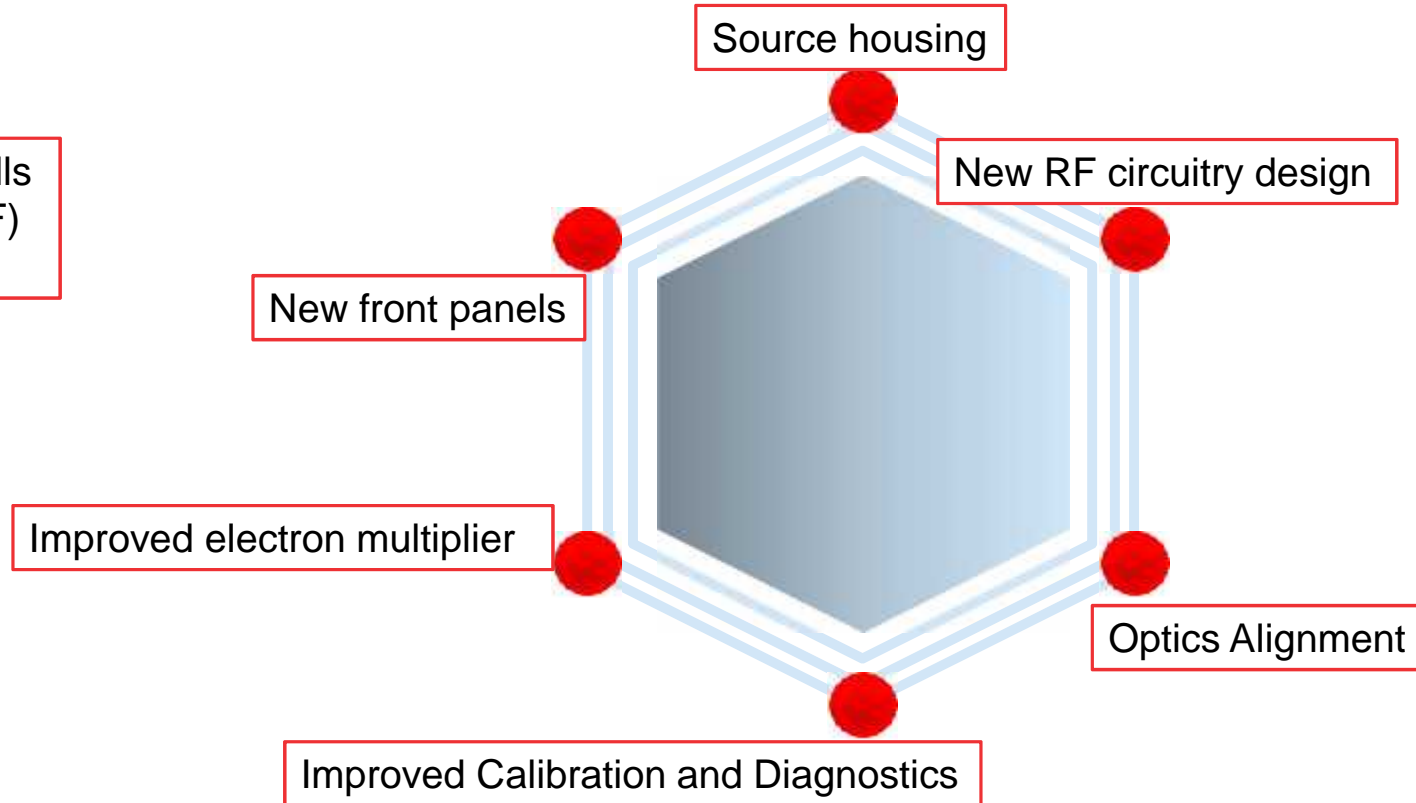 Source housing
New RF circuitry design
New front panels
Improved electron multiplier
Optics Alignment
Improved Calibration and Diagnostics